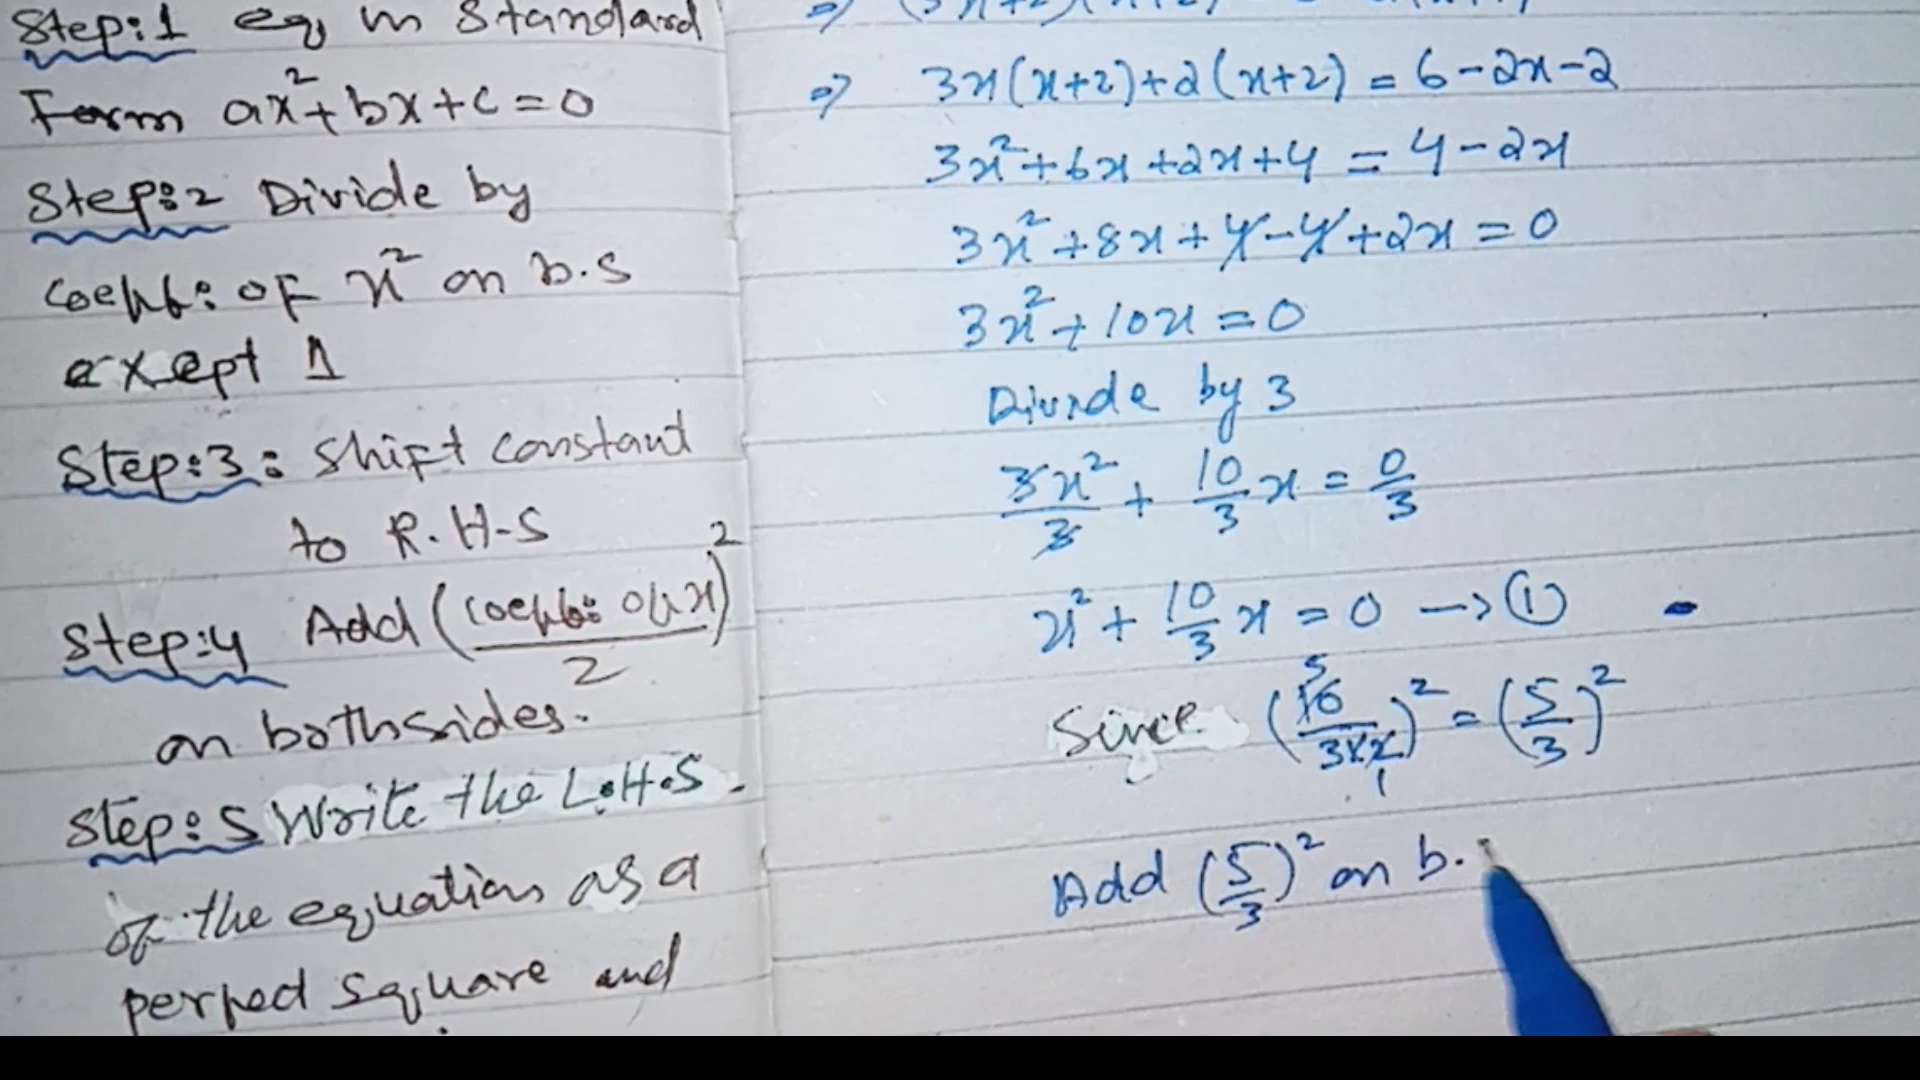 Step:1 eq in Standard
Form ax²+bx+c=0
Step:2 Divide by
coeff: of x² on b.s
except 1
Step:3: Shift constant
to R.H.S
Step:4 Add (coeff: of x/2)²
on bothsides.
Step:5 Write the L.H.S.
of the equation as a
perfect square and
⇒ 3x(x+2)+2(x+2) = 6-2x-2
3x²+6x+2x+4 = 4-2x
3x²+8x+4-4+2x=0
3x²+10x=0
Divide by 3
3x²/3 + 10/3 x = 0/3
x² + 10/3 x = 0 → ①
Since (10/3×2)² = (5/3)²
Add (5/3)² on b.